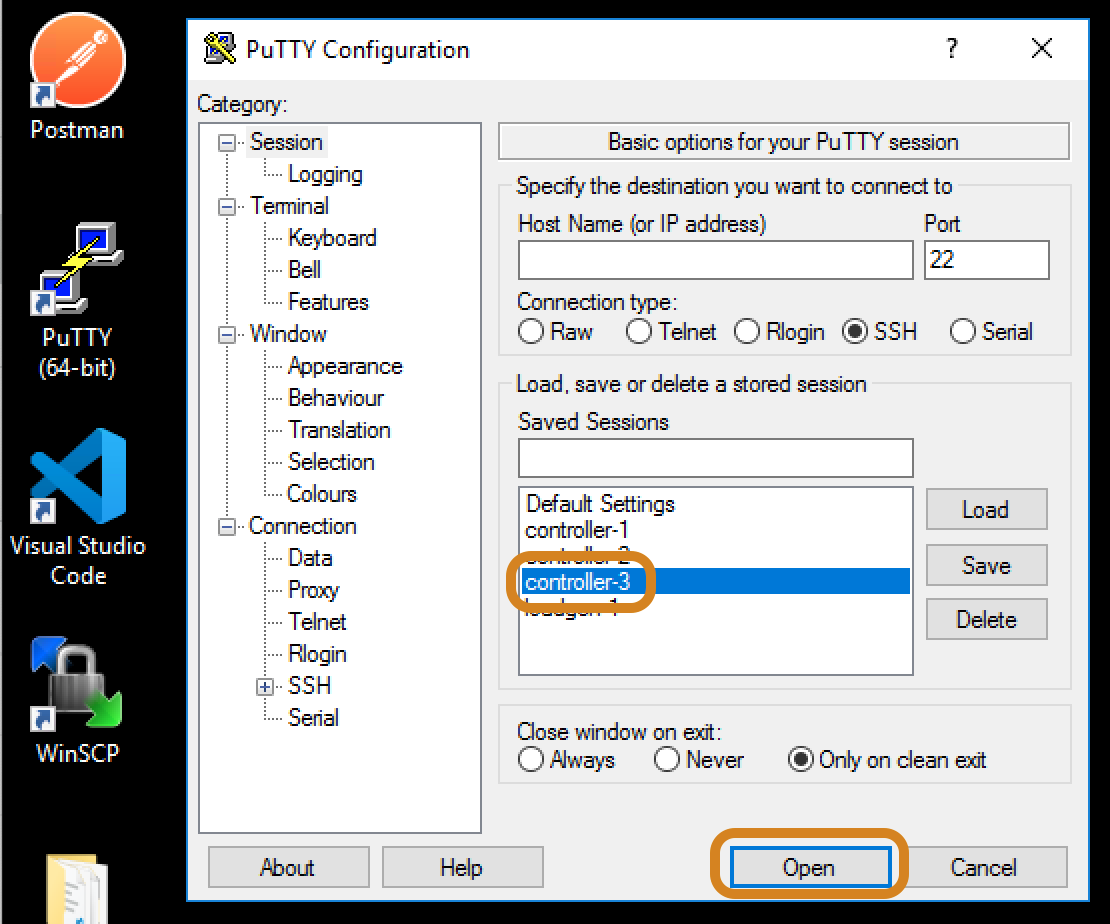 Postman
PuTTY
(64-bit)
Visual Studio
Code
WinSCP
PuTTY Configuration
?
Category:
Session
Logging
Terminal
Keyboard
Bell
Features
Window
Appearance
Behaviour
Translation
Selection
Colours
Connection
Data
Proxy
Telnet
Rlogin
SSH
Serial
Basic options for your PuTTY session
Specify the destination you want to connect to
Host Name (or IP address) Port
22
Connection type:
Raw Telnet Rlogin SSH Serial
Load, save or delete a stored session
Saved Sessions
Default Settings
controller-1
controller-2
controller-3
loadgen-1
Load
Save
Delete
Close window on exit:
Always Never Only on clean exit
About Help Open Cancel